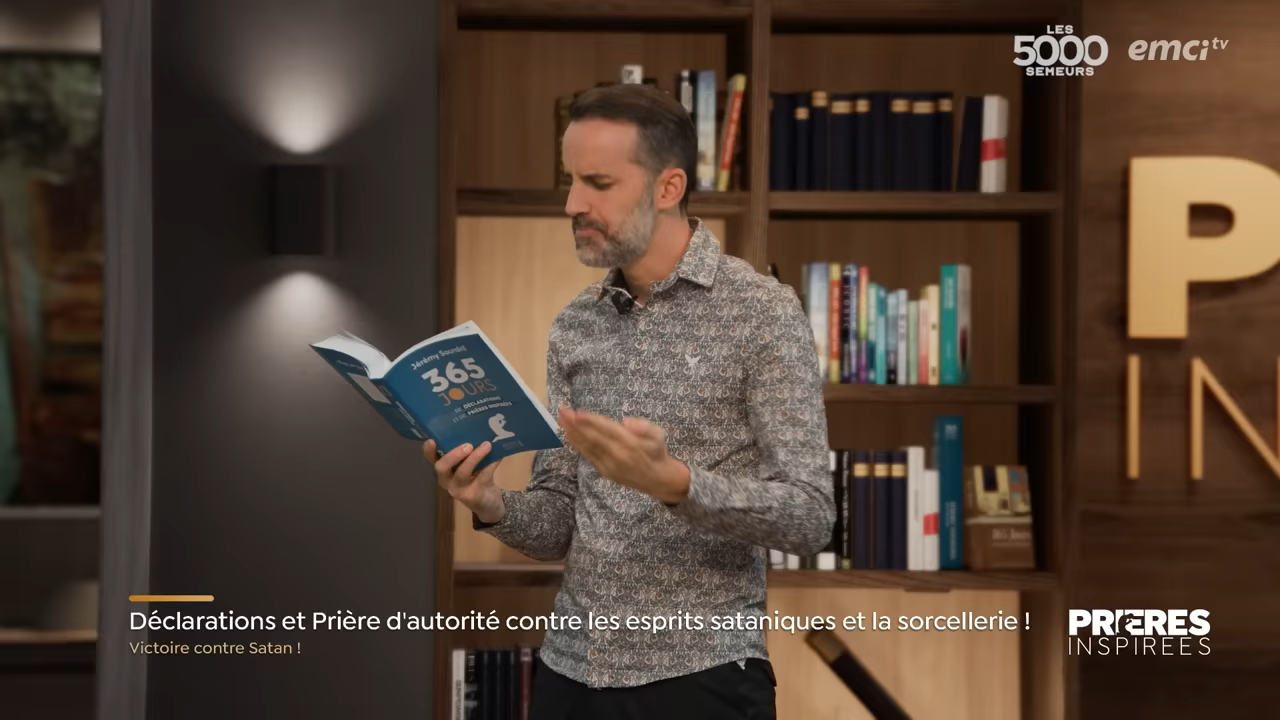 LES
5000
SEMEURS
emci tv
P
IN
Jérémy Sourdril
365
JOURS
DE DÉCLARATIONS
ET DE PRIÈRES INSPIRÉES
Déclarations et Prière d'autorité contre les esprits sataniques et la sorcellerie !
Victoire contre Satan !
PRIÈRES
INSPIRÉES